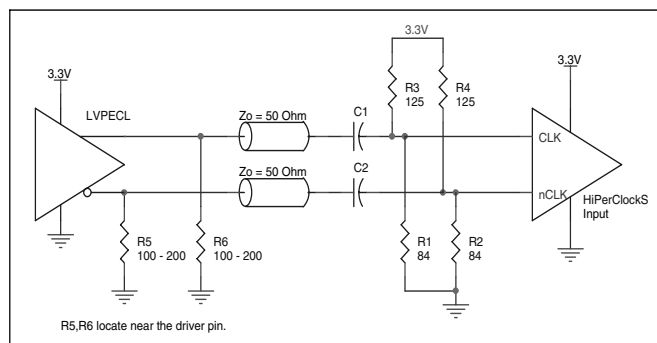 3.3V
3.3V
3.3V
LVPECL
R3
125
R4
125
Zo = 50 Ohm
C1
CLK
Zo = 50 Ohm
C2
nCLK
HiPerClockS
Input
R5
100 - 200
R6
100 - 200
R1
84
R2
84
R5,R6 locate near the driver pin.